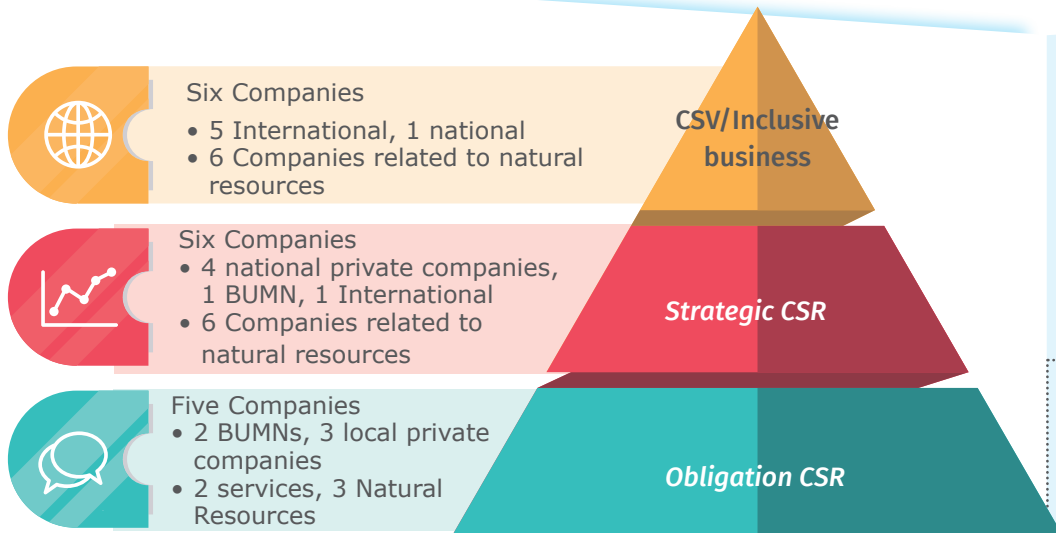 Six Companies
• 5 International, 1 national
• 6 Companies related to natural
resources
CSV/Inclusive
business
Six Companies
• 4 national private companies,
1 BUMN, 1 International
• 6 Companies related to
natural resources
Strategic CSR
Five Companies
• 2 BUMNs, 3 local private
companies
• 2 services, 3 Natural
Resources
Obligation CSR